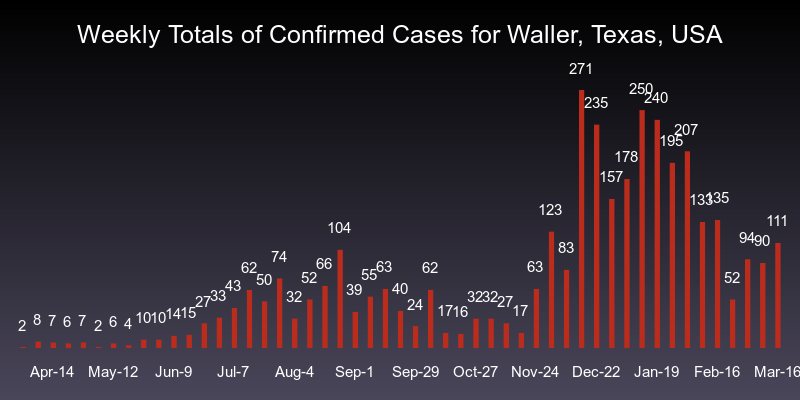 Weekly Totals of Confirmed Cases for Waller, Texas, USA
2 8 7 6 7 2 6 4 10 10 14 15 27 33 43 62 50 74 32 52 66 104 39 55 63 40 24 62 17 16 32 32 27 17 63 123 83 271 235 157 178 250 240 195 207 133 135 52 94 90 111
Apr-14 May-12 Jun-9 Jul-7 Aug-4 Sep-1 Sep-29 Oct-27 Nov-24 Dec-22 Jan-19 Feb-16 Mar-16